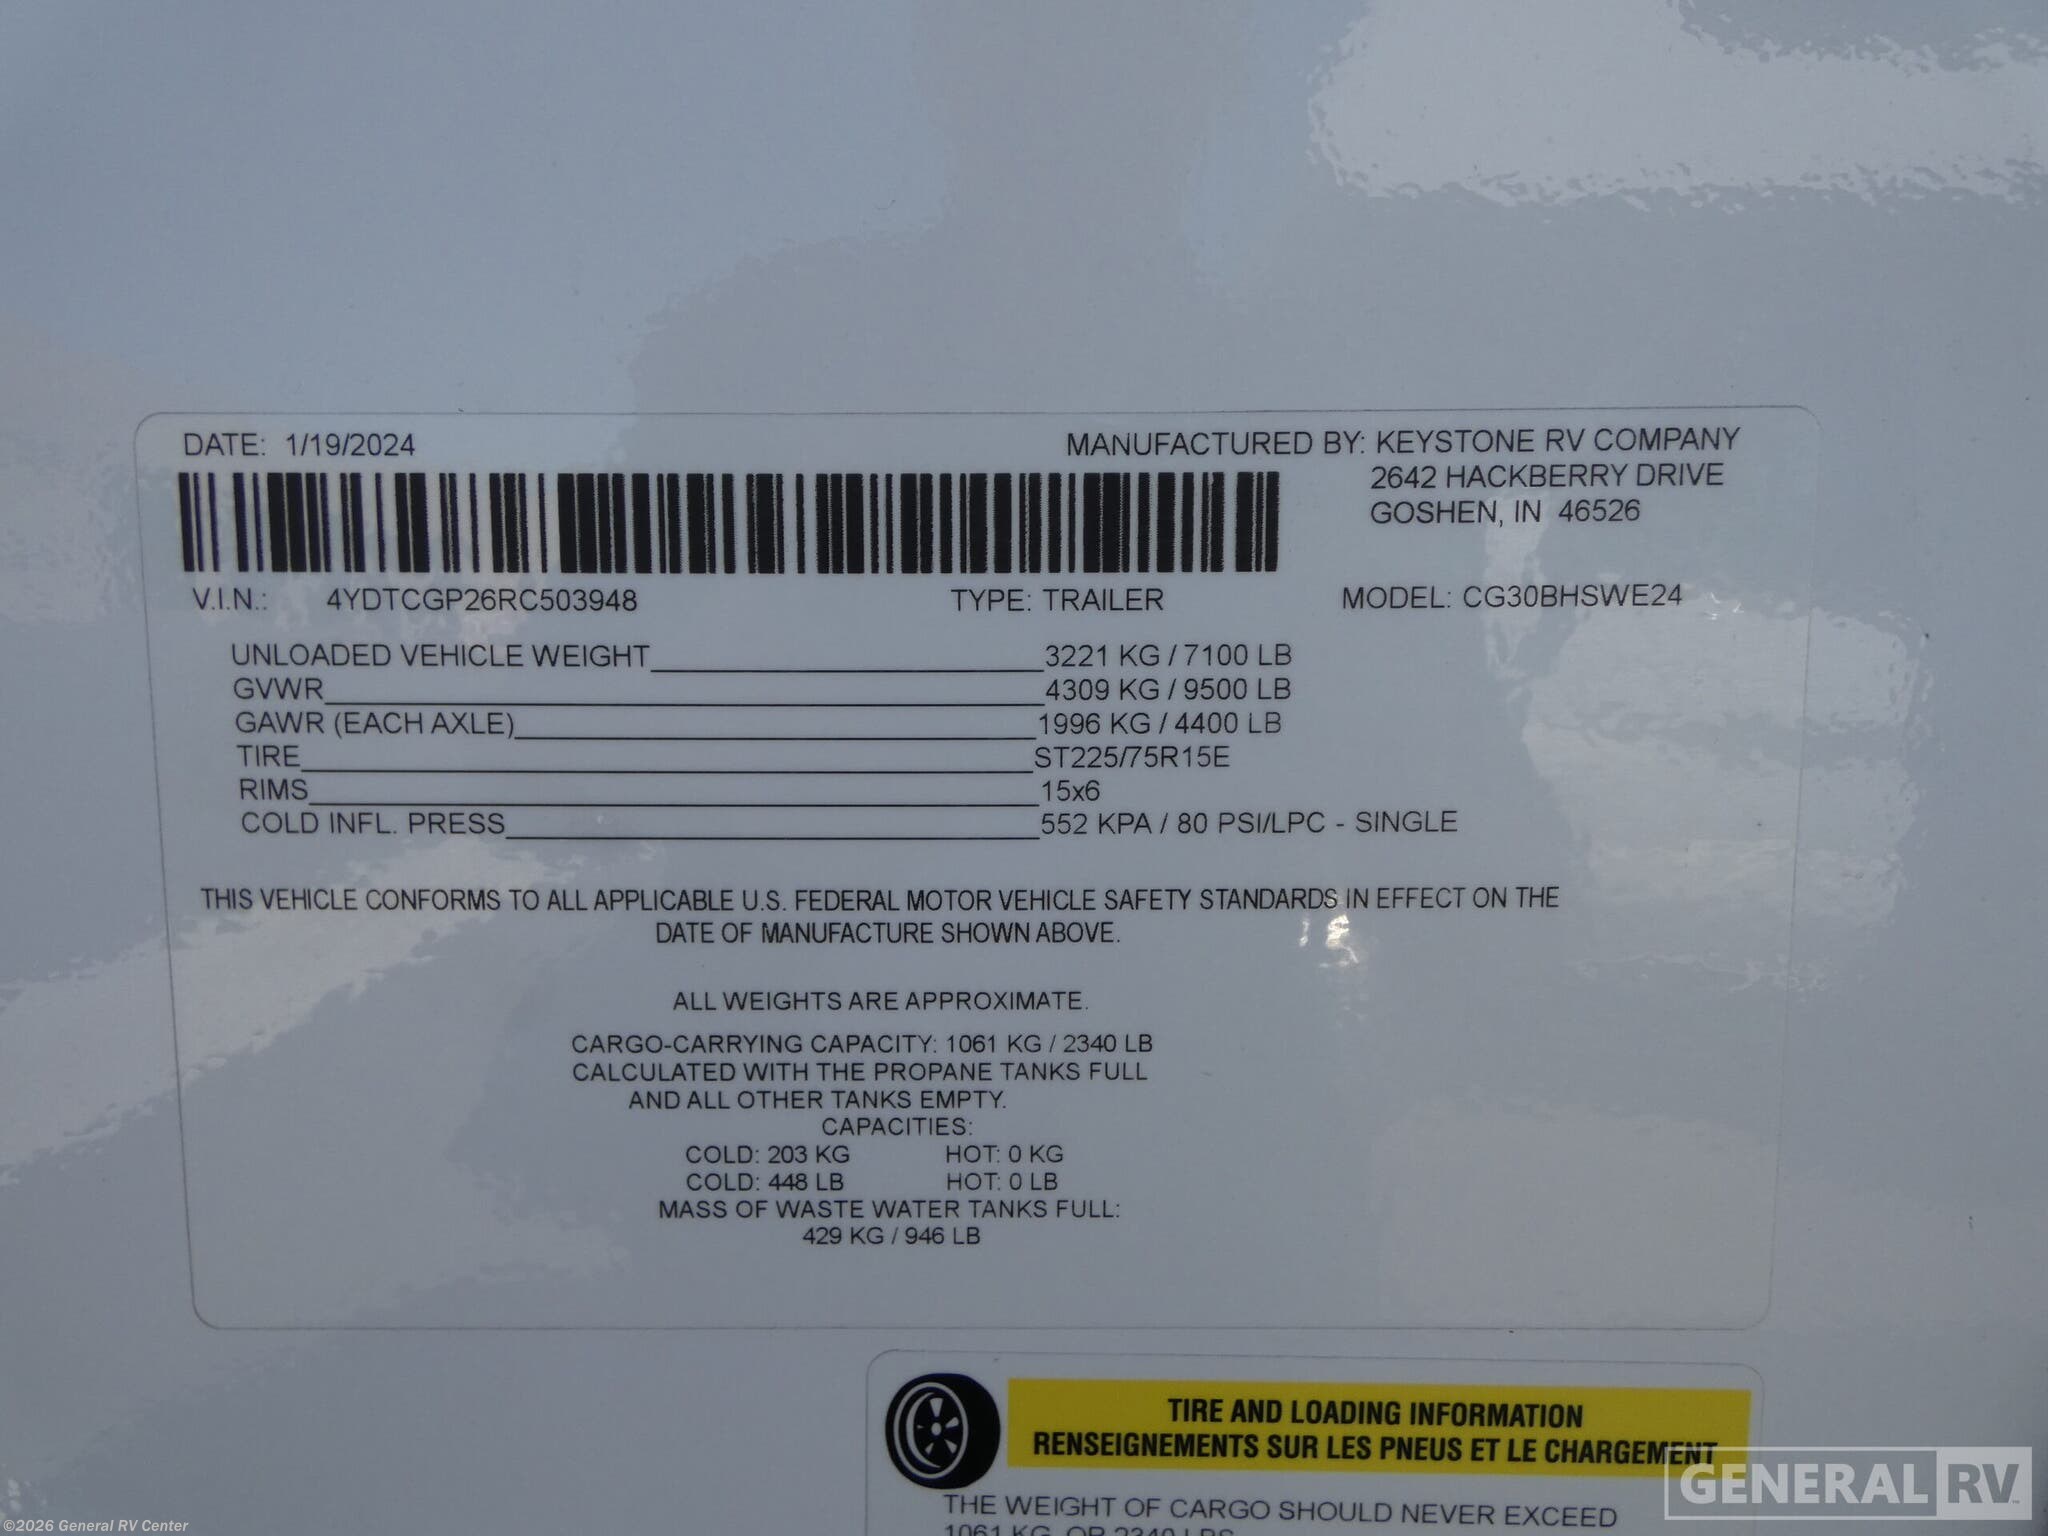 DATE: 1/19/2024
MANUFACTURED BY: KEYSTONE RV COMPANY
2642 HACKBERRY DRIVE
GOSHEN, IN 46526
V.I.N.: 4YDTCGP26RC503948 TYPE: TRAILER MODEL: CG30BHSWE24
UNLOADED VEHICLE WEIGHT 3221 KG / 7100 LB
GVWR 4309 KG / 9500 LB
GAWR (EACH AXLE) 1996 KG / 4400 LB
TIRE ST225/75R15E
RIMS 15x6
COLD INFL. PRESS 552 KPA / 80 PSI/LPC - SINGLE
THIS VEHICLE CONFORMS TO ALL APPLICABLE U.S. FEDERAL MOTOR VEHICLE SAFETY STANDARDS IN EFFECT ON THE
DATE OF MANUFACTURE SHOWN ABOVE.
ALL WEIGHTS ARE APPROXIMATE.
CARGO-CARRYING CAPACITY: 1061 KG / 2340 LB
CALCULATED WITH THE PROPANE TANKS FULL
AND ALL OTHER TANKS EMPTY.
CAPACITIES:
COLD: 203 KG HOT: 0 KG
COLD: 448 LB HOT: 0 LB
MASS OF WASTE WATER TANKS FULL:
429 KG / 946 LB
TIRE AND LOADING INFORMATION
RENSEIGNEMENTS SUR LES PNEUS ET LE CHARGEMENT
THE WEIGHT OF CARGO SHOULD NEVER EXCEED
1061 KG OR 2340 LBS
GENERAL RV
©2026 General RV Center